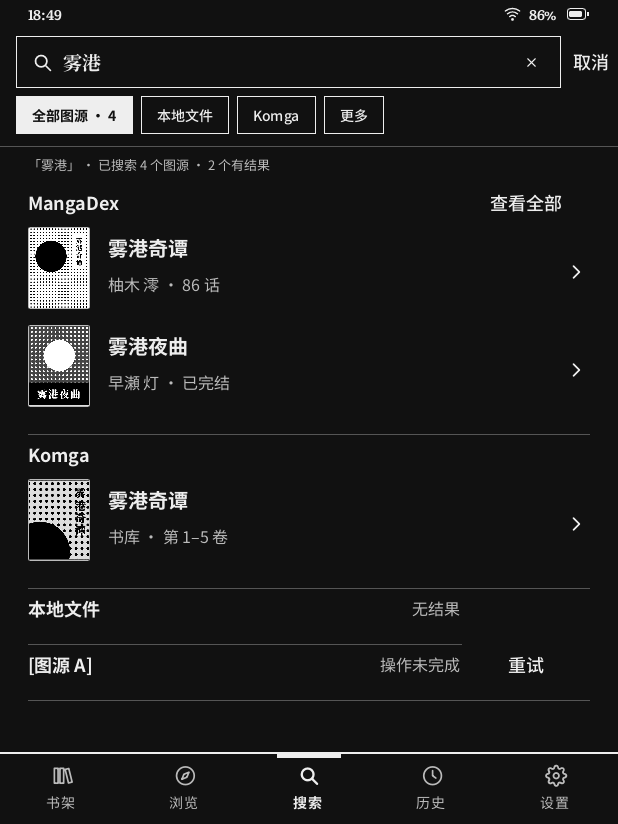 18:49 86%
雾港 × 取消
全部图源 · 4 本地文件 Komga 更多
「雾港」 · 已搜索 4 个图源 · 2 个有结果
MangaDex 查看全部
雾港奇谭
柚木 澪 · 86 话
雾港夜曲
早瀬 灯 · 已完结
雾港夜曲
Komga
雾港奇谭
书库 · 第 1–5 卷
本地文件 无结果
[图源 A] 操作未完成 重试
书架 浏览 搜索 历史 设置